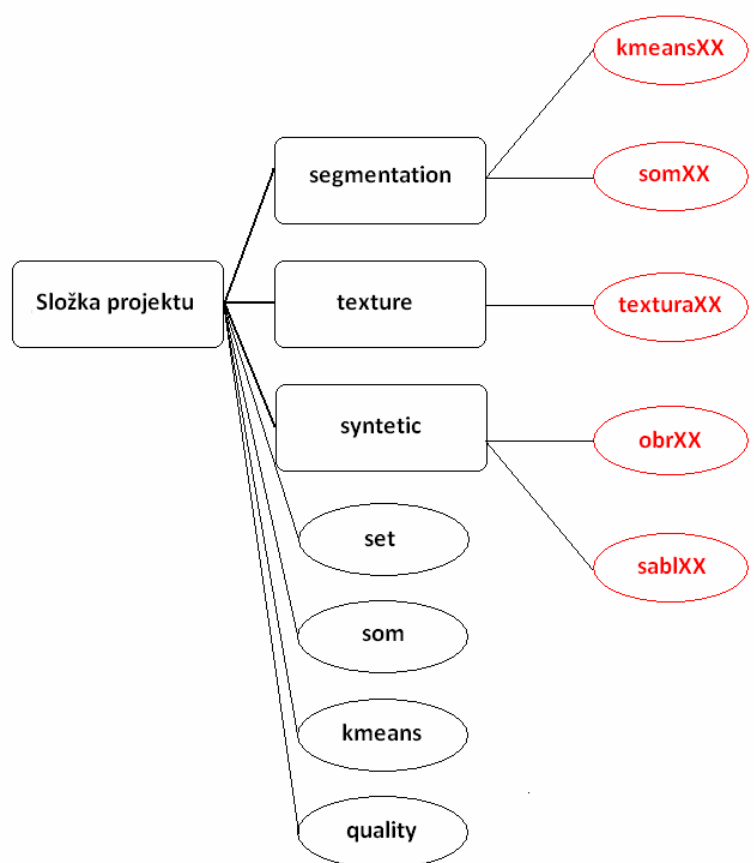 kmeansXX
segmentation
somXX
Složka projektu
texture
texturaXX
syntetic
obrXX
set
sablXX
som
kmeans
quality